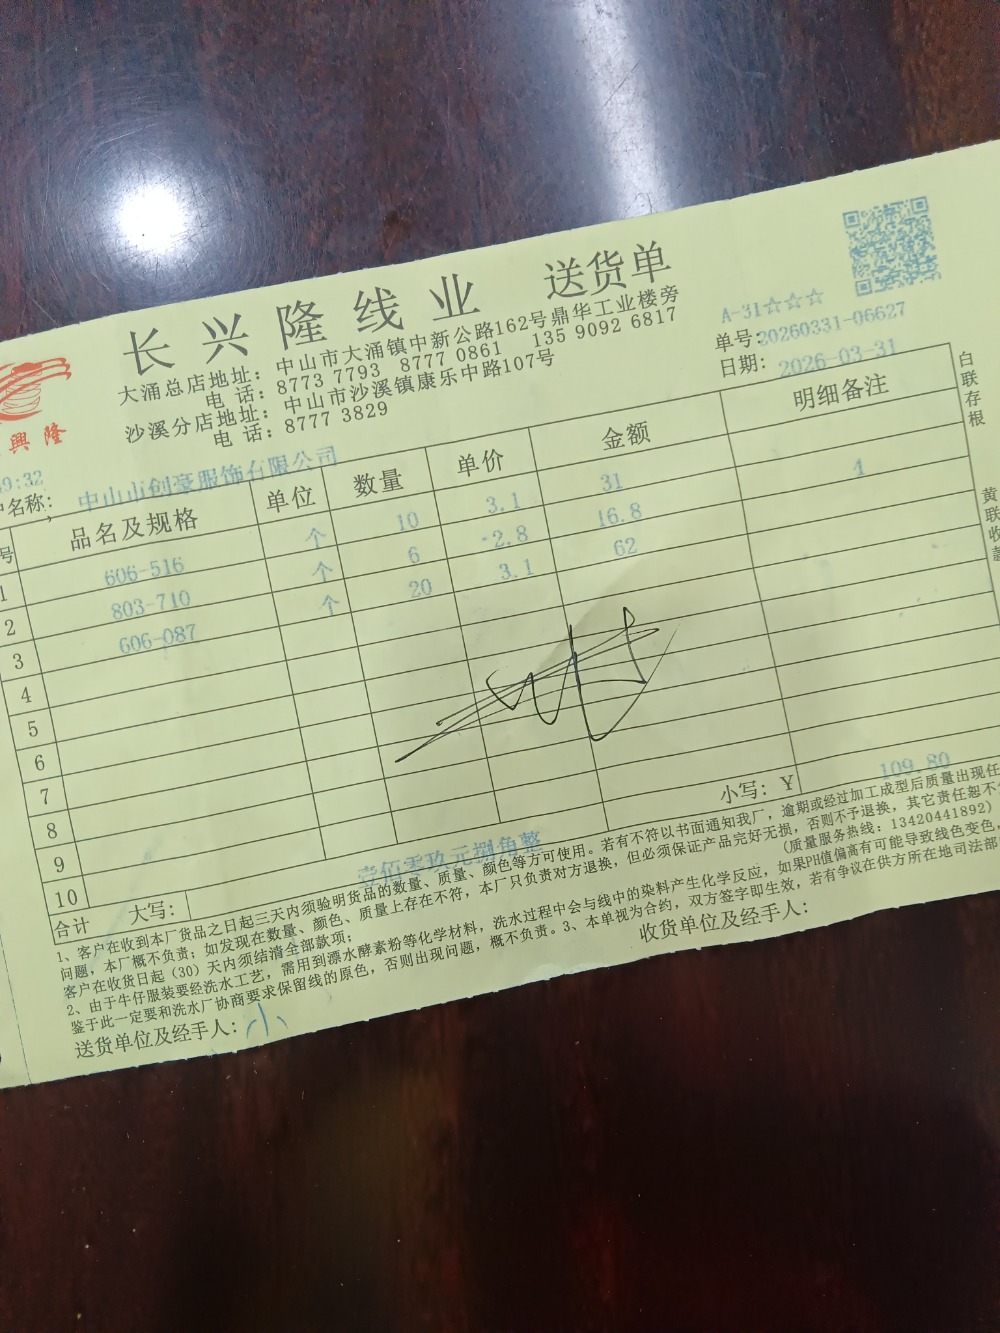 长兴隆线业 送货单
大涌总店地址：中山市大涌镇中新公路162号鼎华工业楼旁
电 话：8773 7793 8777 0861 135 9092 6817
沙溪分店地址：中山市沙溪镇康乐中路107号
电 话：8777 3829
興隆
A-31☆☆☆
单号：20260331-06627
日期：2026-03-31
9:32
户名称： 中山市创豪服饰有限公司
号 品名及规格 单位 数量 单价 金额 明细备注
1 606-516 个 10 3.1 31 1
2 803-710 个 6 2.8 16.8
3 606-087 个 20 3.1 62
4
5
6
7
8
9
10
合计 大写： 壹佰零玖元捌角整 小写：￥ 109.80
1、客户在收到本厂货品之日起三天内须验明货品的数量、质量、颜色等方可使用。若有不符以书面通知我厂，逾期或经过加工成型后质量出现任
问题，本厂概不负责；如发现在数量、颜色、质量上存在不符，本厂只负责对方退换，但必须保证产品完好无损，否则不予退换，其它责任恕不
客户在收货日起（30）天内须结清全部款项； （质量服务热线：13420441892）
2、由于牛仔服装要经洗水工艺，需用到漂水酵素粉等化学材料，洗水过程中会与线中的染料产生化学反应，如果PH值偏高有可能导致线色变色，
鉴于此一定要和洗水厂协商要求保留线的原色，否则出现问题，概不负责。3、本单视为合约，双方签字即生效，若有争议在供方所在地司法部
送货单位及经手人：小
收货单位及经手人：
白联存根
黄联收款